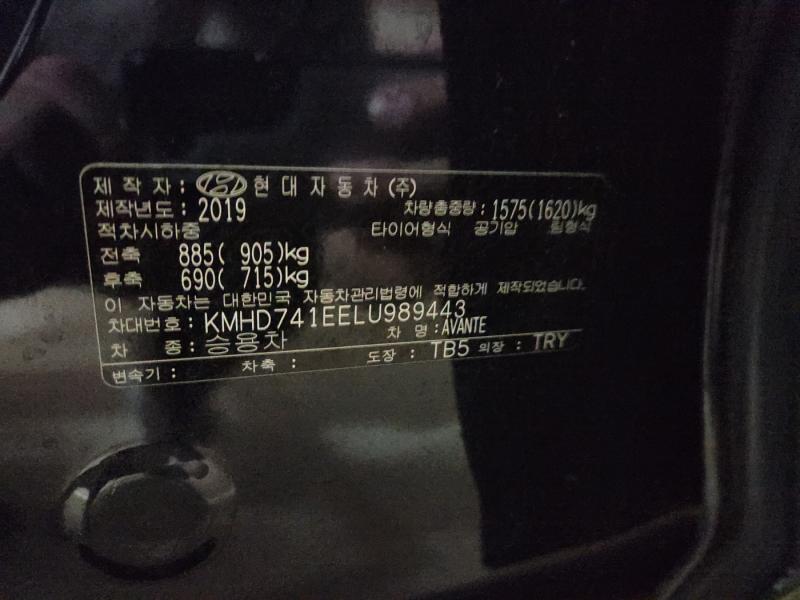 제 작 자 : 현 대 자 동 차 (주)
제작년도 : 2019 차량총중량 : 1575(1620)kg
적차시하중 타이어형식 공기압 림형식
전축 885( 905)kg
후축 690( 715)kg
이 자동차는 대한민국 자동차관리법령에 적합하게 제작되었습니다.
차대번호 : KMHD741EELU989443
차 종 : 승용차 차 명 : AVANTE
변속기 : 차축 : 도장 : TB5 의장 : TRY